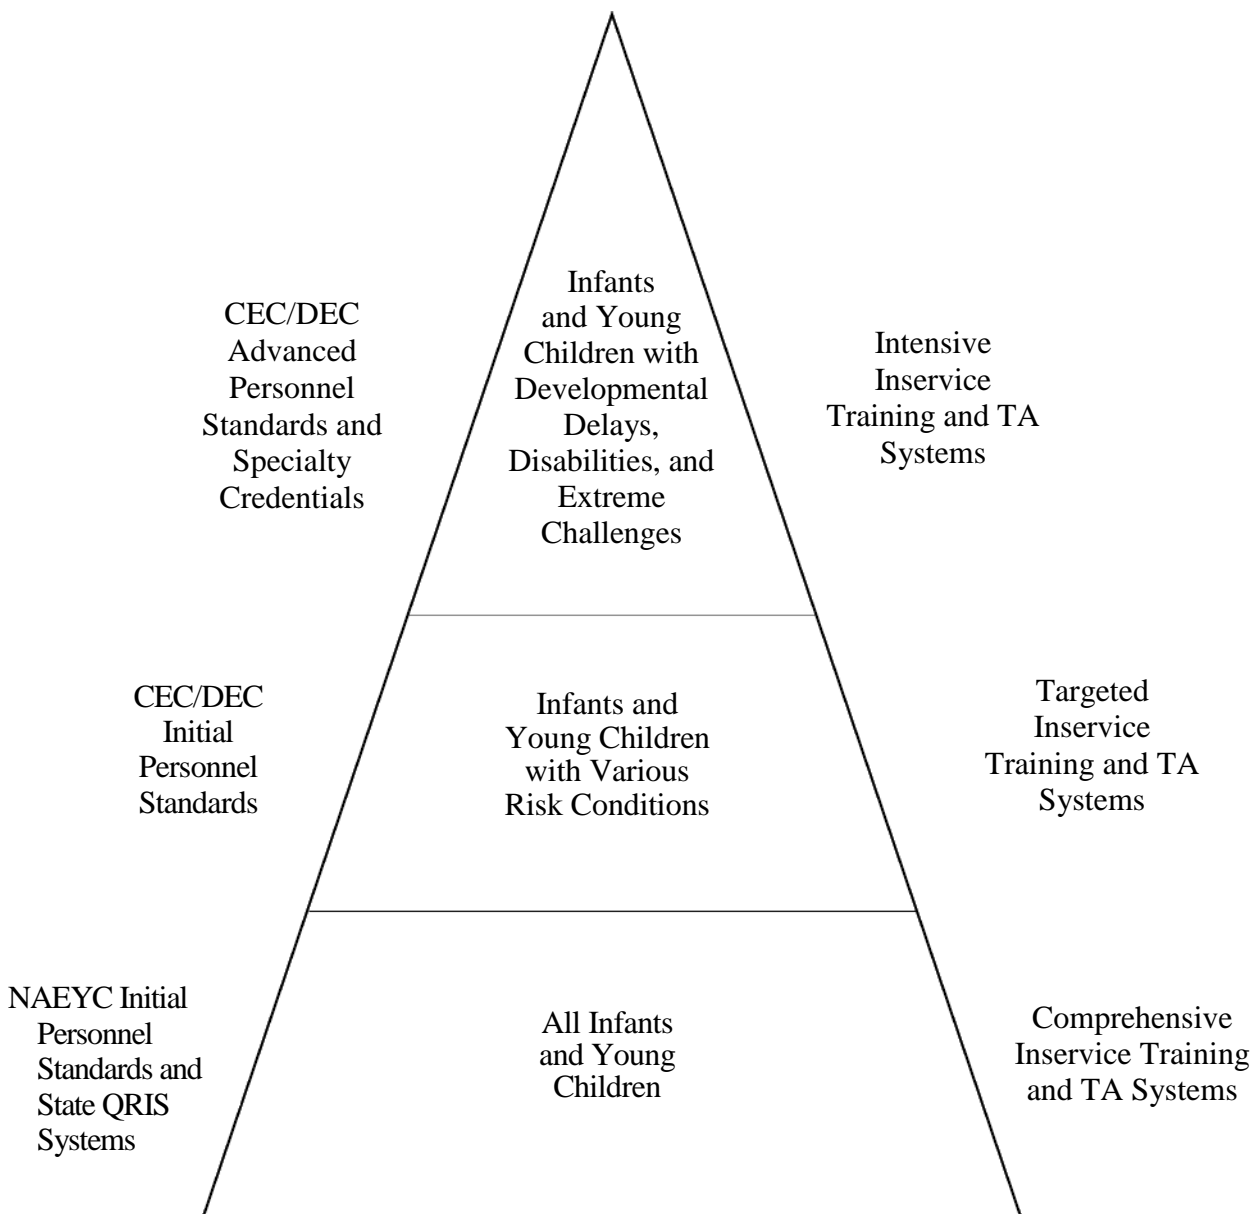 CEC/DEC
Advanced
Personnel
Standards and
Specialty
Credentials
Infants
and Young
Children with
Developmental
Delays,
Disabilities, and
Extreme
Challenges
Intensive
Inservice
Training and TA
Systems
CEC/DEC
Initial
Personnel
Standards
Infants and
Young Children
with Various
Risk Conditions
Targeted
Inservice
Training and TA
Systems
NAEYC Initial
Personnel
Standards and
State QRIS
Systems
All Infants
and Young
Children
Comprehensive
Inservice Training
and TA Systems